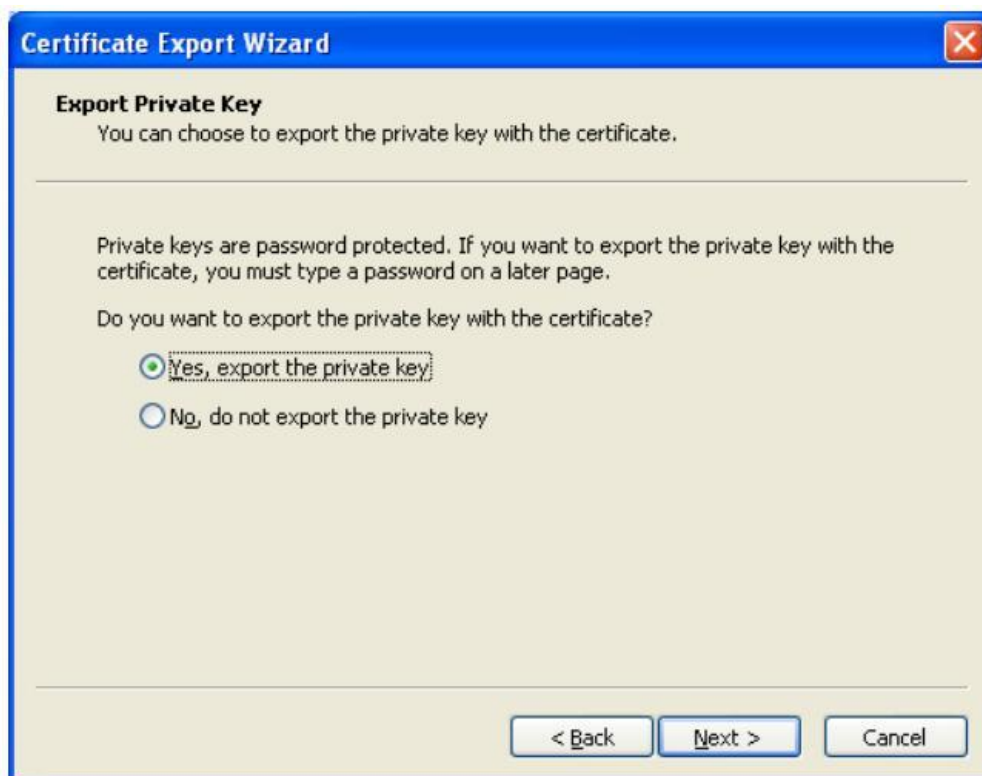 Certificate Export Wizard
Export Private Key
You can choose to export the private key with the certificate.
Private keys are password protected. If you want to export the private key with the
certificate, you must type a password on a later page.
Do you want to export the private key with the certificate?
Yes, export the private key
No, do not export the private key
< Back
Next >
Cancel